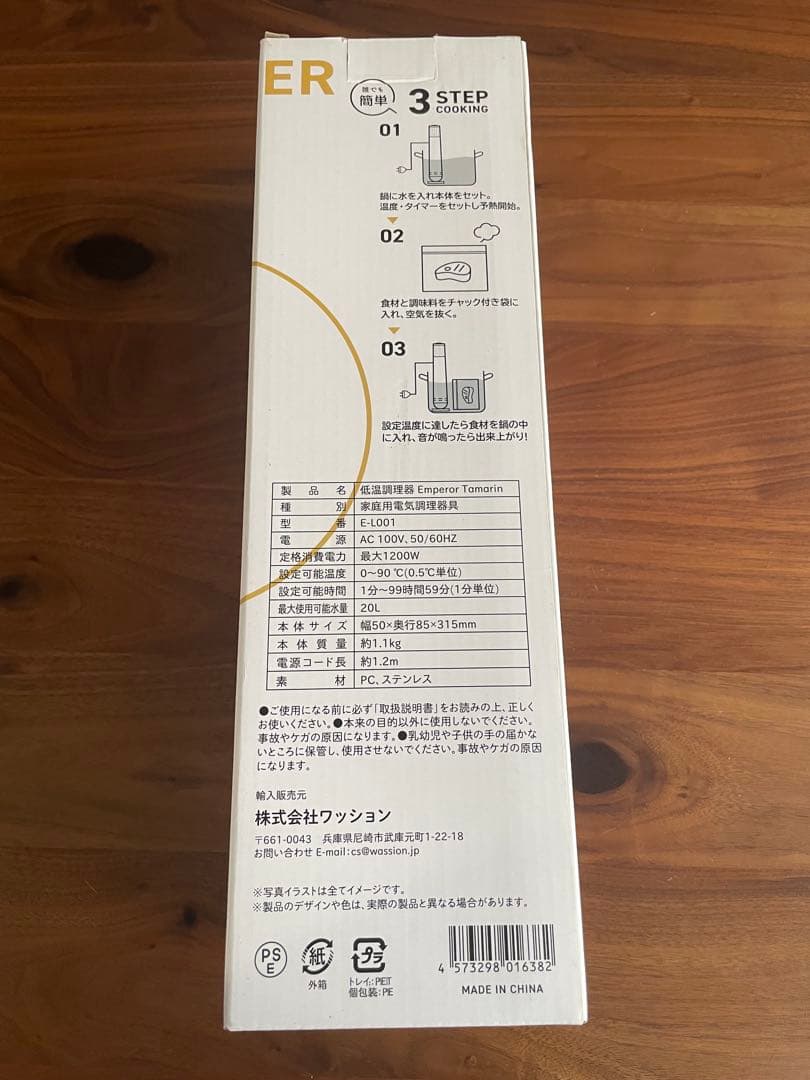 ER
誰でも
簡単
3 STEP
COOKING
01
鍋に水を入れ本体をセット。
温度・タイマーをセットし予熱開始。
02
食材と調味料をチャック付き袋に
入れ、空気を抜く。
03
設定温度に達したら食材を鍋の中
に入れ、音が鳴ったら出来上がり!
製品名 低温調理器 Emperor Tamarin
種別 家庭用電気調理器具
型番 E-L001
電源 AC 100V、50/60HZ
定格消費電力 最大1200W
設定可能温度 0〜90 ℃(0.5℃単位)
設定可能時間 1分〜99時間59分(1分単位)
最大使用可能水量 20L
本体サイズ 幅50×奥行85×315mm
本体質量 約1.1kg
電源コード長 約1.2m
素材 PC、ステンレス
●ご使用になる前に必ず「取扱説明書」をお読みの上、正しく
お使いください。●本来の目的以外に使用しないでください。
事故やケガの原因になります。●乳幼児や子供の手の届かな
いところに保管し、使用させないでください。事故やケガの原因
になります。
輸入販売元
株式会社ワッション
〒661-0043 兵庫県尼崎市武庫元町1-22-18
お問い合わせ E-mail:cs@wassion.jp
※写真イラストは全てイメージです。
※製品のデザインや色は、実際の製品と異なる場合があります。
PS
E
紙
外箱
プラ
トレイ:PET
個包装:PE
4 573298 016382
MADE IN CHINA